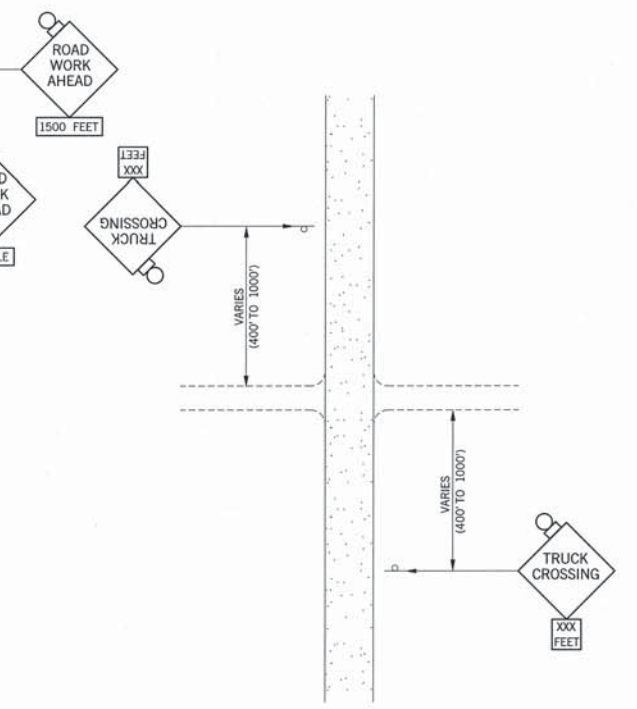 ROAD
WORK
AHEAD
1500 FEET
D
K
D
LE
XXX
FEET
TRUCK
CROSSING
VARIES
(400' TO 1000')
VARIES
(400' TO 1000')
TRUCK
CROSSING
XXX
FEET